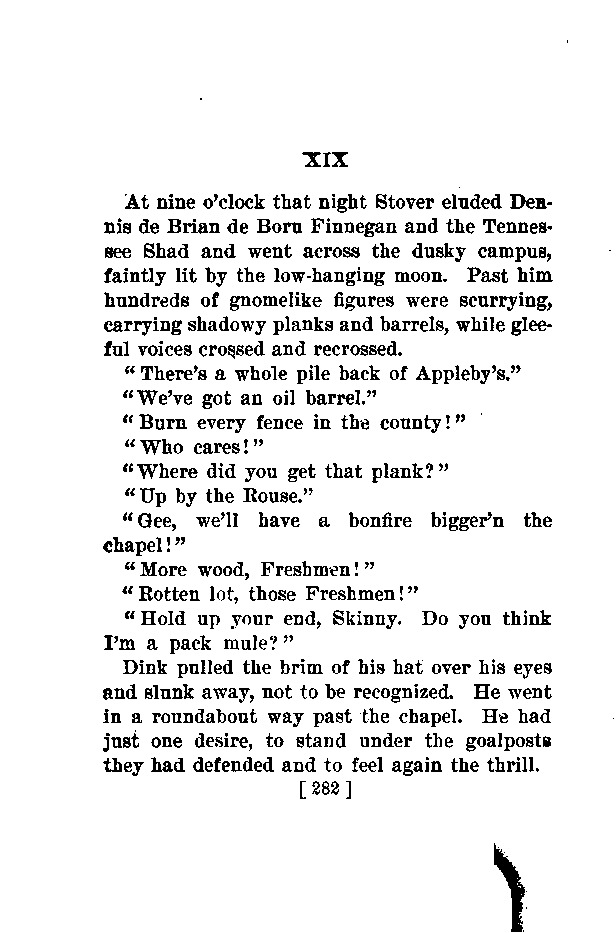 XIX
At nine o'clock that night Stover eluded Den-
nis de Brian de Boru Finnegan and the Tennes-
see Shad and went across the dusky campus,
faintly lit by the low-hanging moon. Past him
hundreds of gnomelike figures were scurrying,
carrying shadowy planks and barrels, while glee-
ful voices crossed and recrossed.
"There's a whole pile back of Appleby's."
"We've got an oil barrel."
"Burn every fence in the county!"
"Who cares!"
"Where did you get that plank?"
"Up by the Rouse."
"Gee, we'll have a bonfire bigger'n the
chapel!"
"More wood, Freshmen!"
"Rotten lot, those Freshmen!"
"Hold up your end, Skinny. Do you think
I'm a pack mule?"
Dink pulled the brim of his hat over his eyes
and slunk away, not to be recognized. He went
in a roundabout way past the chapel. He had
just one desire, to stand under the goalposts
they had defended and to feel again the thrill.
[ 282 ]